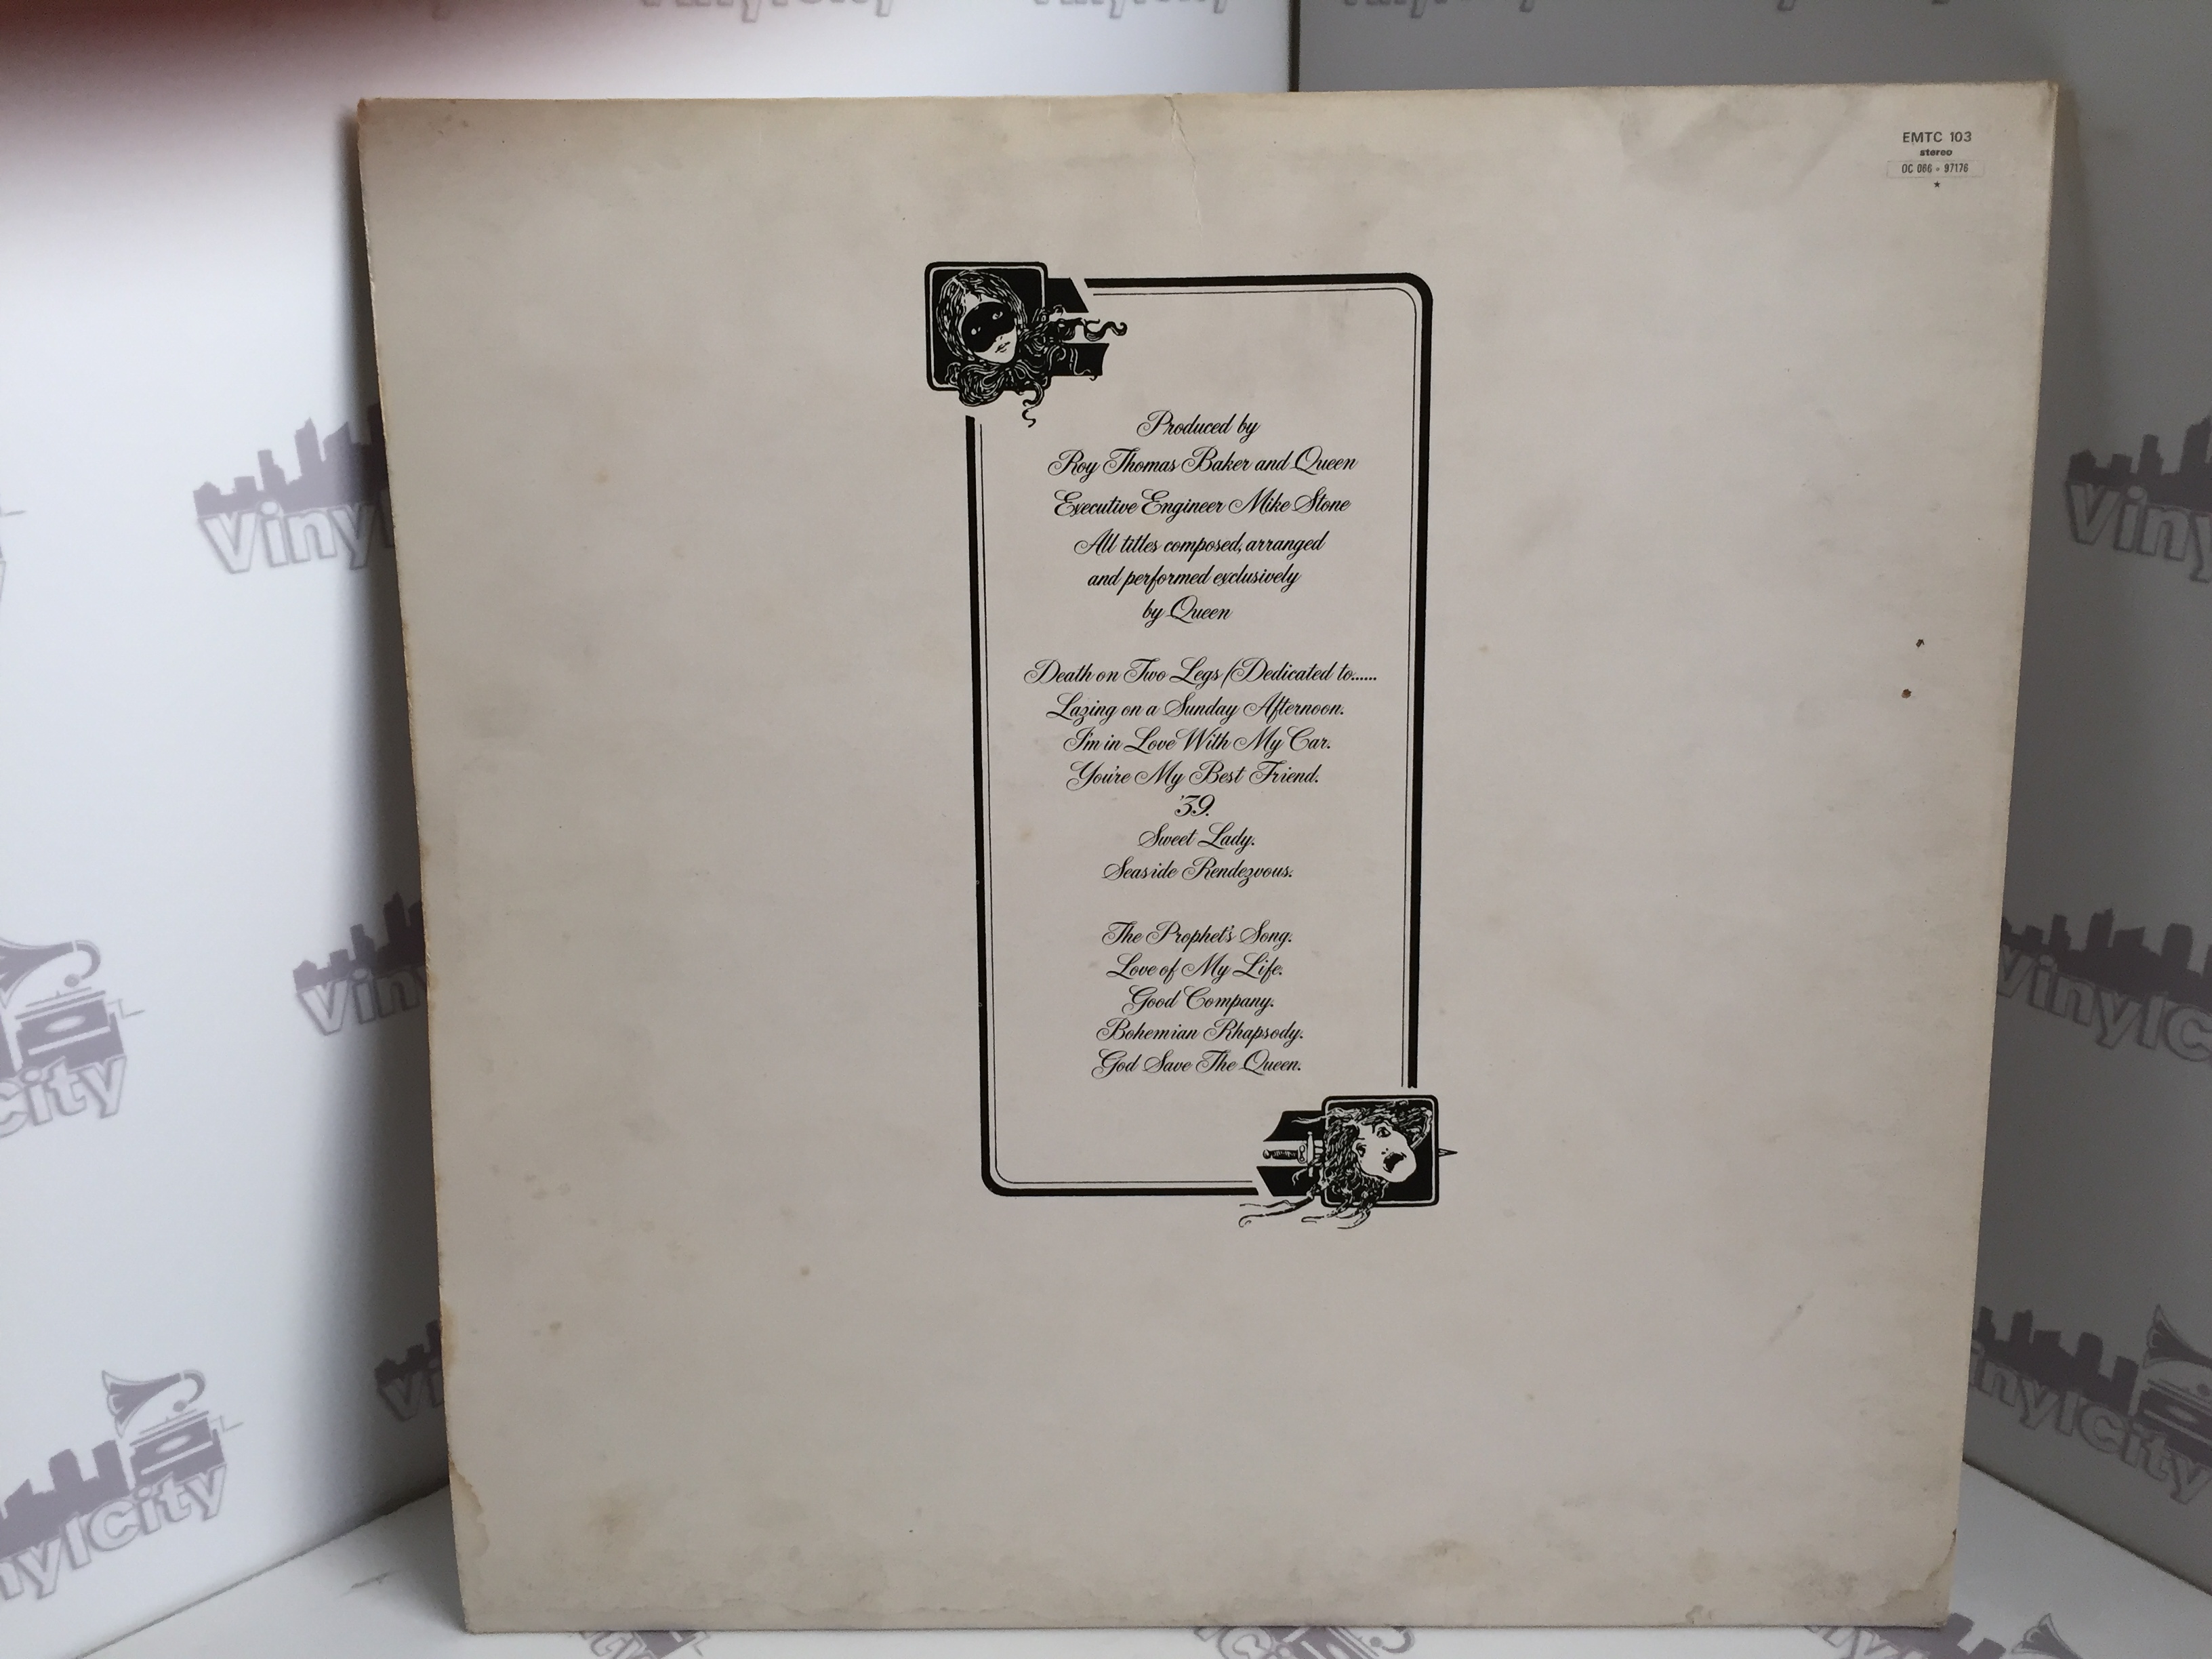 EMTC 103
stereo
OC 066 - 97176
Produced by
Roy Thomas Baker and Queen
Executive Engineer Mike Stone
All titles composed, arranged
and performed exclusively
by Queen
Death on Two Legs (Dedicated to......
Lazing on a Sunday Afternoon.
I'm in Love With My Car.
You're My Best Friend.
'39.
Sweet Lady.
Seaside Rendezvous.
The Prophet's Song.
Love of My Life.
Good Company.
Bohemian Rhapsody.
God Save The Queen.
VinylCity